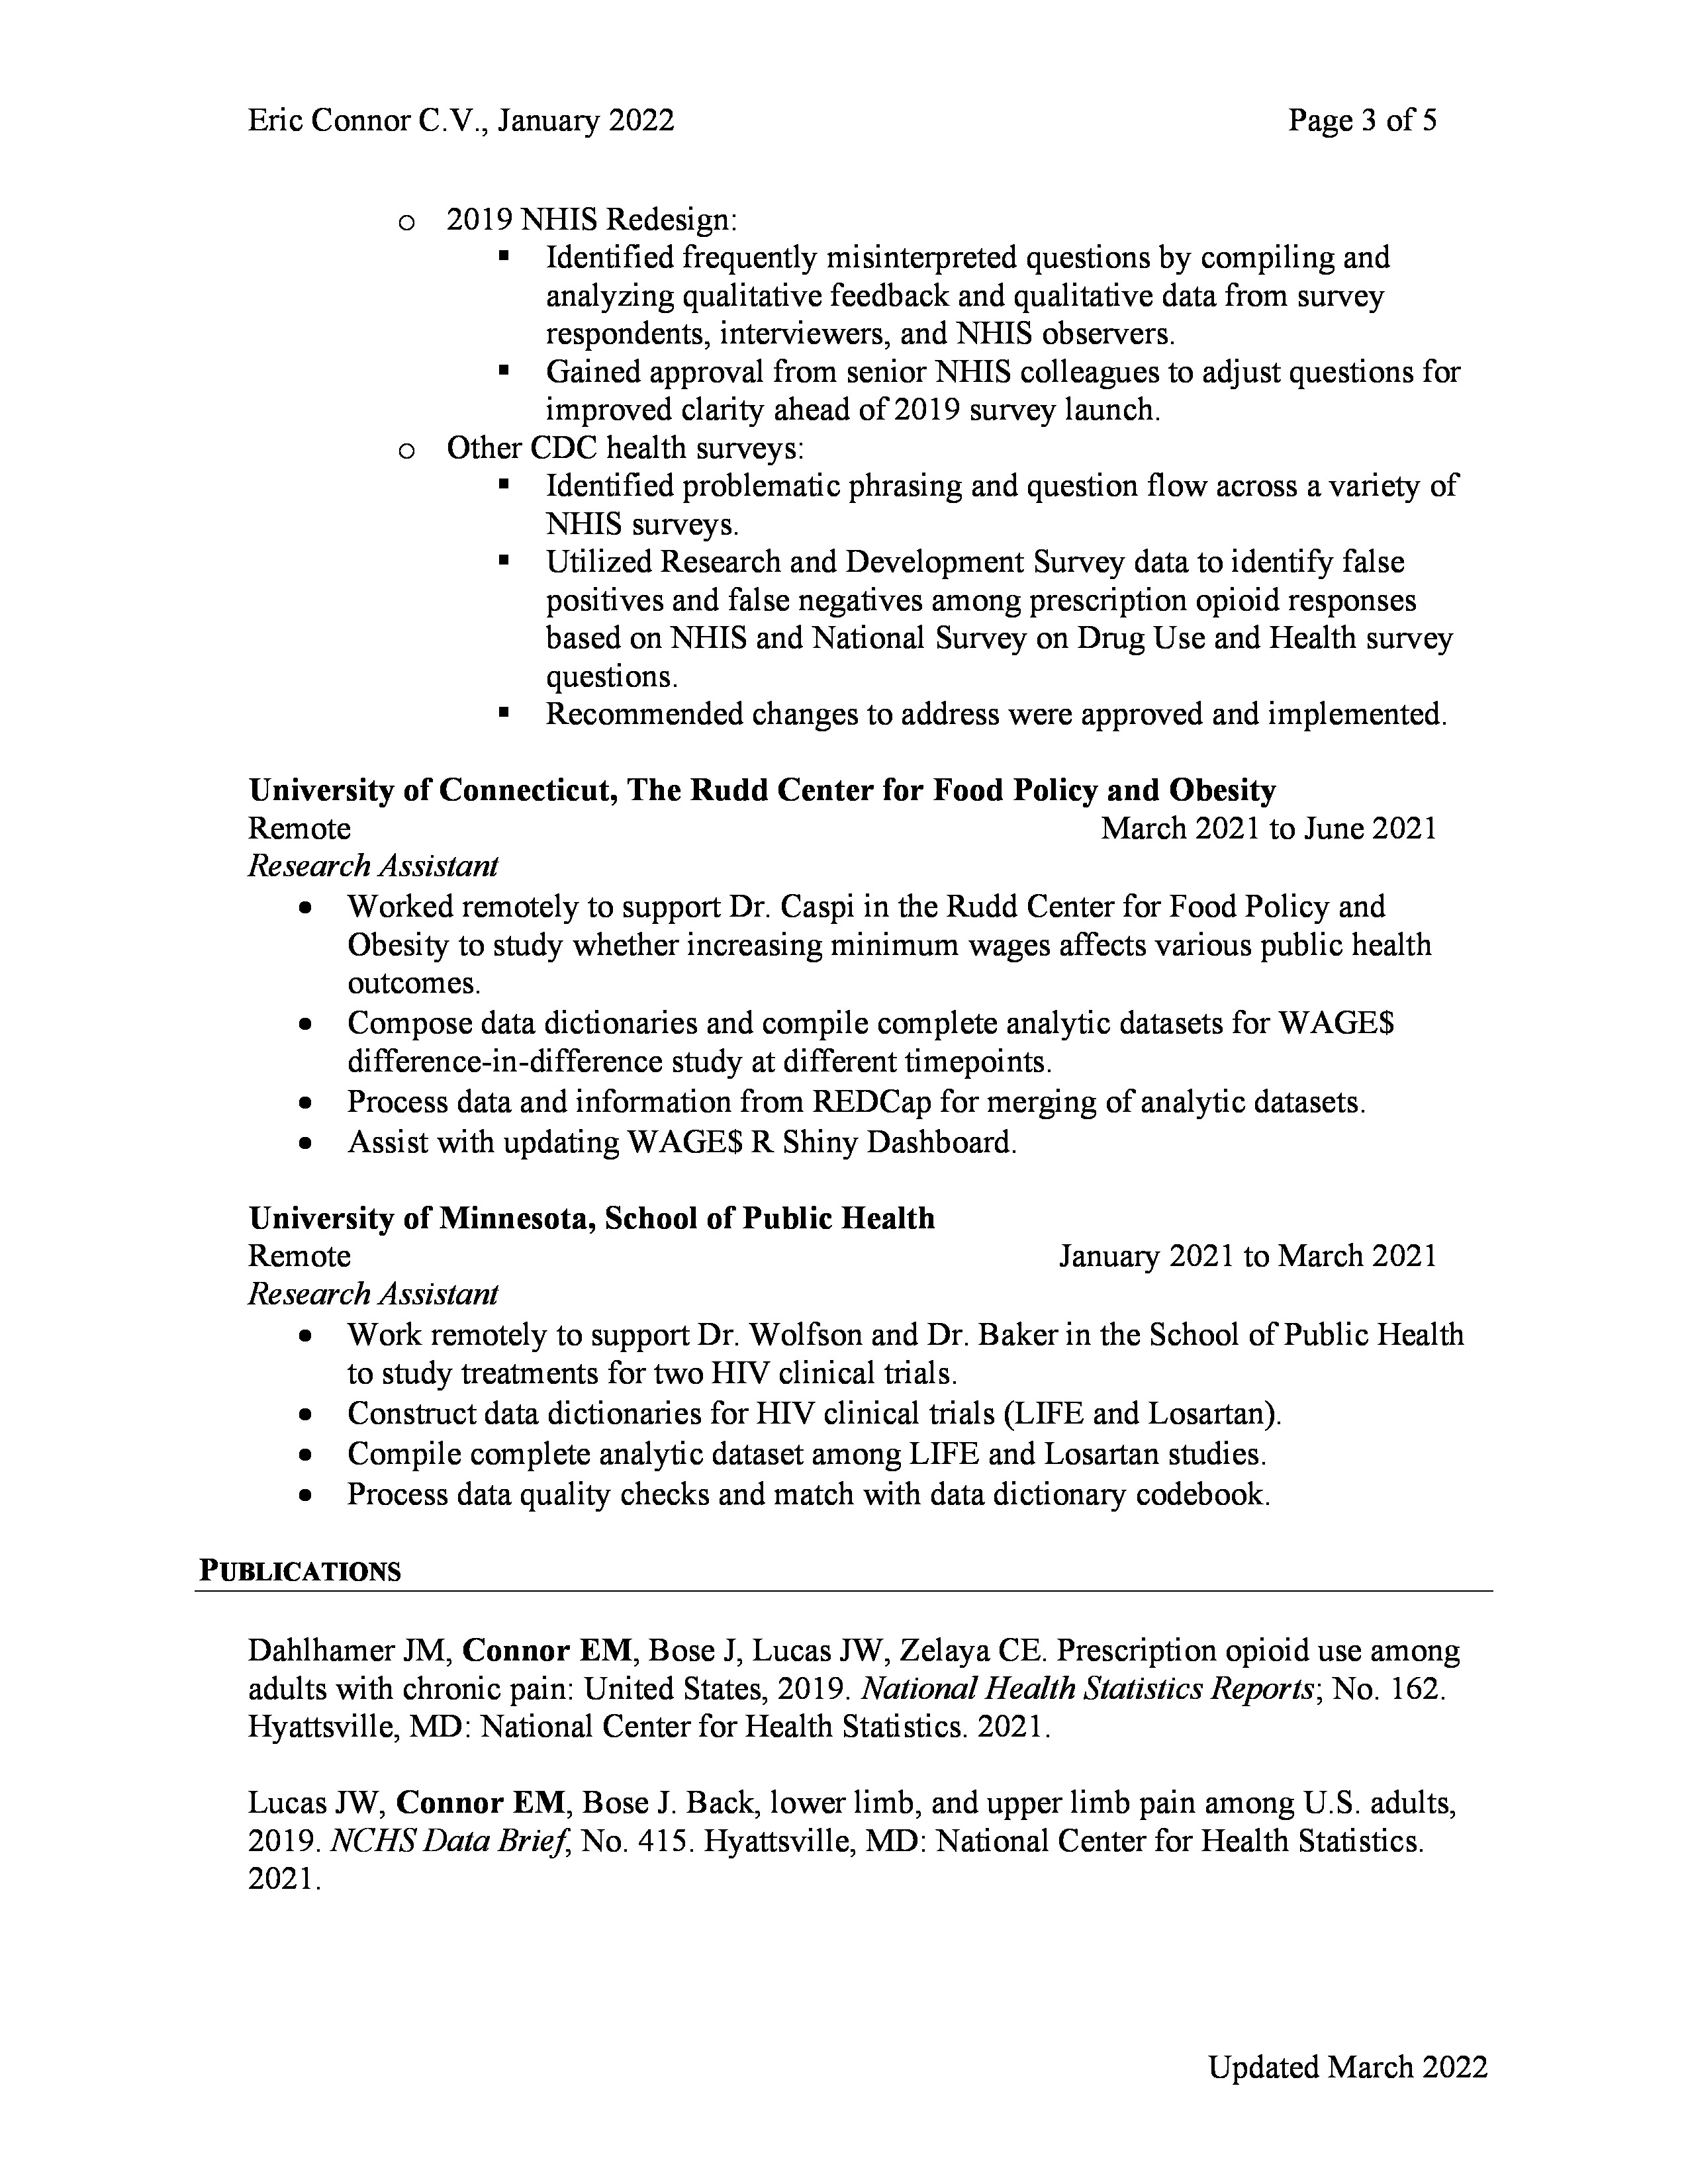 Eric Connor C.V., January 2022 Page 3 of 5
o 2019 NHIS Redesign:
▪ Identified frequently misinterpreted questions by compiling and
analyzing qualitative feedback and qualitative data from survey
respondents, interviewers, and NHIS observers.
▪ Gained approval from senior NHIS colleagues to adjust questions for
improved clarity ahead of 2019 survey launch.
o Other CDC health surveys:
▪ Identified problematic phrasing and question flow across a variety of
NHIS surveys.
▪ Utilized Research and Development Survey data to identify false
positives and false negatives among prescription opioid responses
based on NHIS and National Survey on Drug Use and Health survey
questions.
▪ Recommended changes to address were approved and implemented.
University of Connecticut, The Rudd Center for Food Policy and Obesity
Remote March 2021 to June 2021
Research Assistant
• Worked remotely to support Dr. Caspi in the Rudd Center for Food Policy and
Obesity to study whether increasing minimum wages affects various public health
outcomes.
• Compose data dictionaries and compile complete analytic datasets for WAGE$
difference-in-difference study at different timepoints.
• Process data and information from REDCap for merging of analytic datasets.
• Assist with updating WAGE$ R Shiny Dashboard.
University of Minnesota, School of Public Health
Remote January 2021 to March 2021
Research Assistant
• Work remotely to support Dr. Wolfson and Dr. Baker in the School of Public Health
to study treatments for two HIV clinical trials.
• Construct data dictionaries for HIV clinical trials (LIFE and Losartan).
• Compile complete analytic dataset among LIFE and Losartan studies.
• Process data quality checks and match with data dictionary codebook.
PUBLICATIONS
Dahlhamer JM, Connor EM, Bose J, Lucas JW, Zelaya CE. Prescription opioid use among
adults with chronic pain: United States, 2019. National Health Statistics Reports; No. 162.
Hyattsville, MD: National Center for Health Statistics. 2021.
Lucas JW, Connor EM, Bose J. Back, lower limb, and upper limb pain among U.S. adults,
2019. NCHS Data Brief, No. 415. Hyattsville, MD: National Center for Health Statistics.
2021.
Updated March 2022